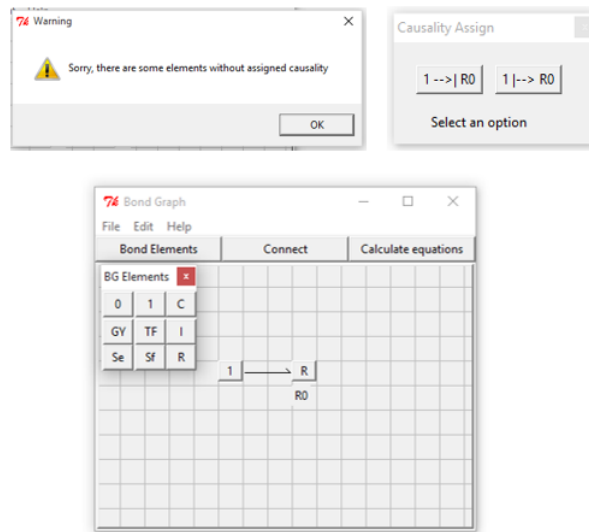 Warning
Sorry, there are some elements without assigned causality
OK
Causality Assign
1 -->| R0 1 |--> R0
Select an option
Bond Graph
File Edit Help
Bond Elements Connect Calculate equations
BG Elements x
0 1 C
GY TF I
Se Sf R
1 R
R0